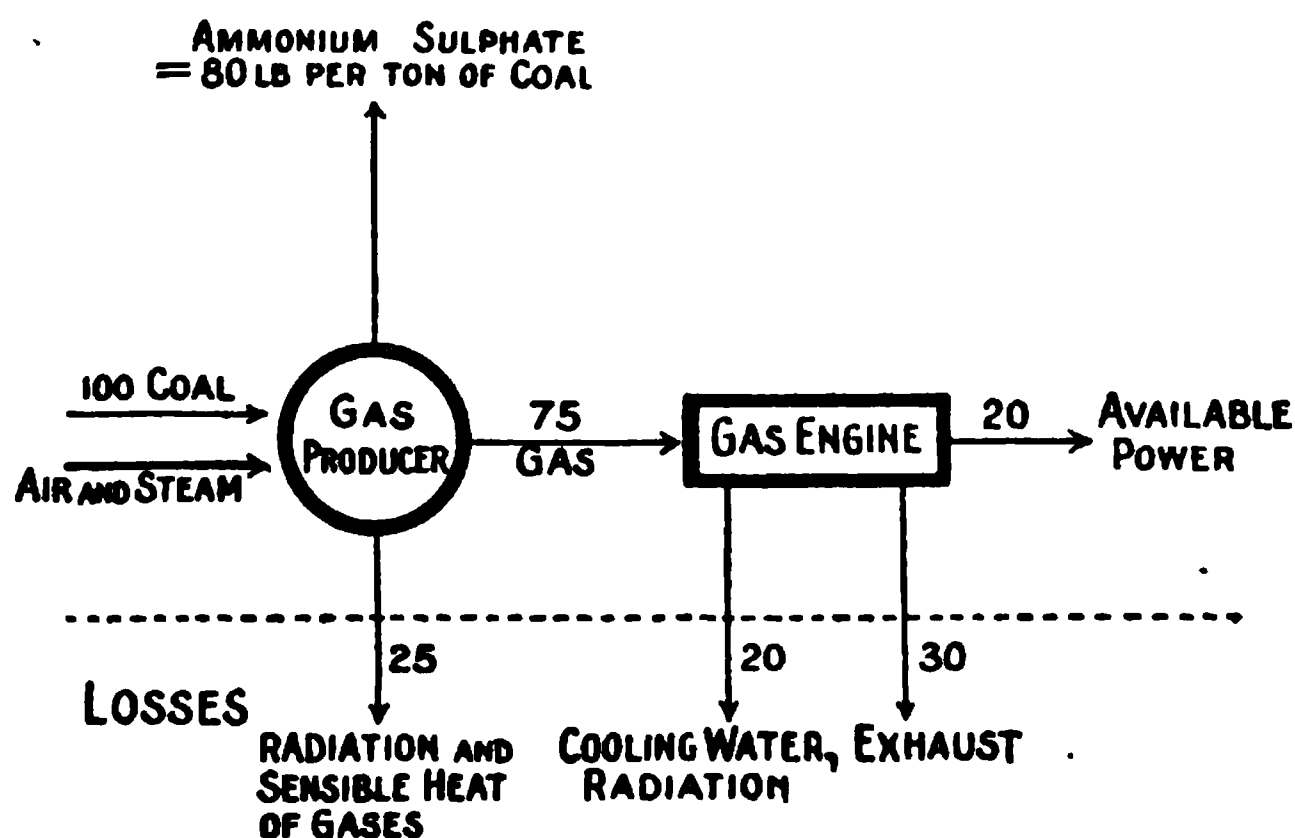 AMMONIUM SULPHATE
= 80 LB PER TON OF COAL
100 COAL
AIR AND STEAM
GAS
PRODUCER
75
GAS
GAS ENGINE
20
AVAILABLE
POWER
25
20
30
LOSSES
RADIATION AND
SENSIBLE HEAT
OF GASES
COOLING WATER,
RADIATION
EXHAUST